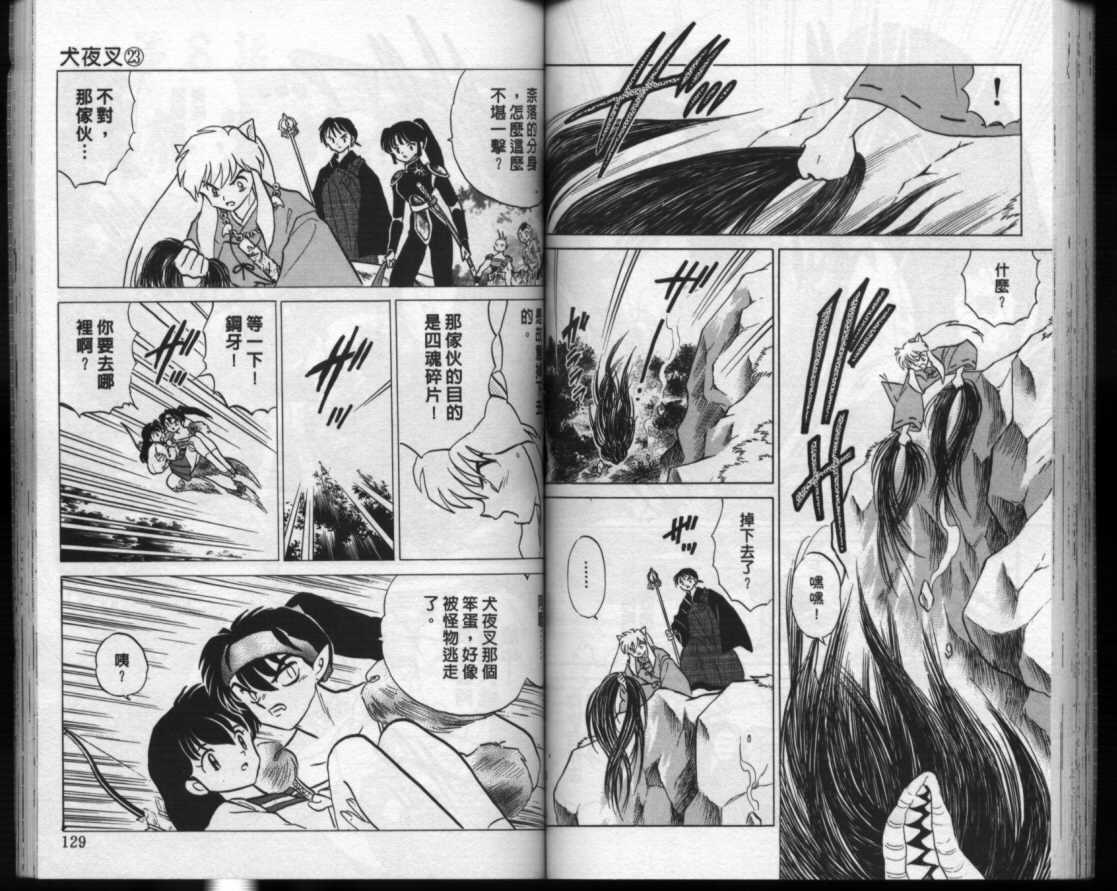 ！
什麼？
嘿嘿！
掉下去了？
……
犬夜叉㉓
奈落的分身
，怎麼這麼
不堪一擊？
不對，
那傢伙…
的。
那傢伙的目的
是四魂碎片！
等一下！
鋼牙！
你要去哪
裡啊？
犬夜叉那個
笨蛋，好像
被怪物逃走
了。
咦？
129